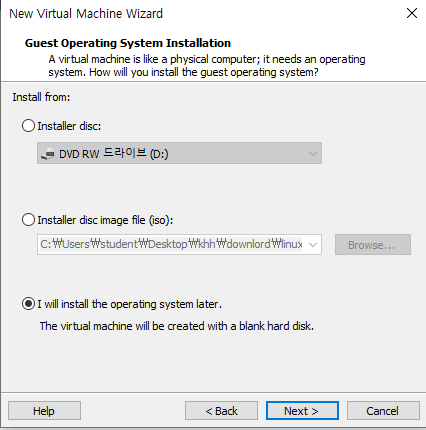 New Virtual Machine Wizard
Guest Operating System Installation
A virtual machine is like a physical computer; it needs an operating
system. How will you install the guest operating system?
Install from:
Installer disc:
DVD RW 드라이브 (D:)
Installer disc image file (iso):
C:₩Users₩student₩Desktop₩khh₩downlord₩linux
Browse...
I will install the operating system later.
The virtual machine will be created with a blank hard disk.
Help
< Back
Next >
Cancel